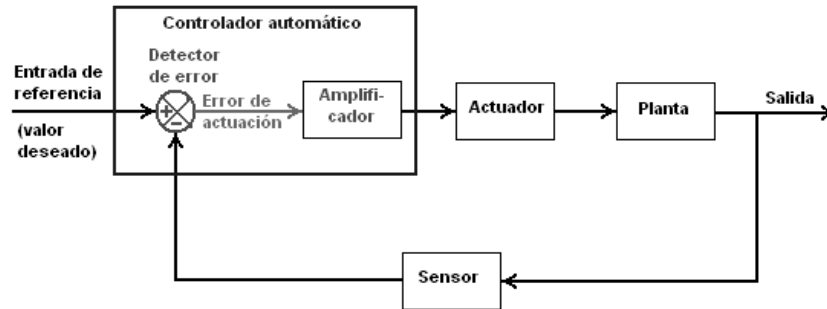 Controlador automático
Detector
de error
Entrada de
referencia
(valor
deseado)
+
−
Error de
actuación
Amplifi-
cador
Actuador
Planta
Salida
Sensor